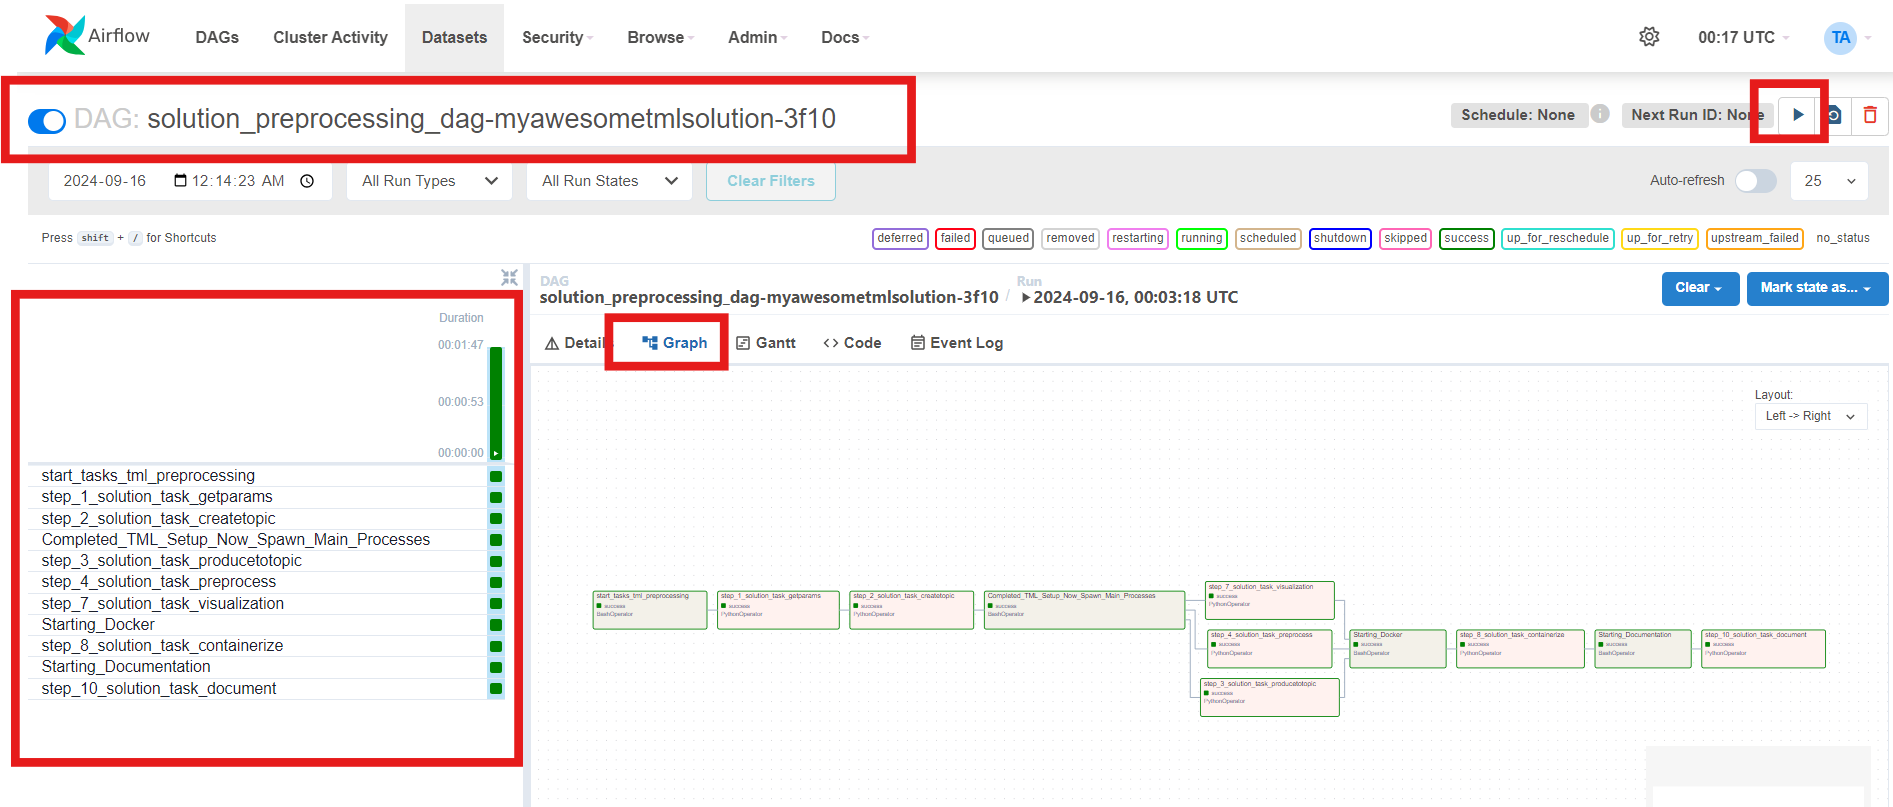 Airflow
DAGs Cluster Activity Datasets Security Browse Admin Docs 00:17 UTC TA
DAG: solution_preprocessing_dag-myawesometmlsolution-3f10
Schedule: None Next Run ID: None
2024-09-16 12:14:23 AM All Run Types All Run States Clear Filters Auto-refresh 25
Press shift + / for Shortcuts
deferred failed queued removed restarting running scheduled shutdown skipped success up_for_reschedule up_for_retry upstream_failed no_status
DAG Run
solution_preprocessing_dag-myawesometmlsolution-3f10 / 2024-09-16, 00:03:18 UTC
Clear Mark state as...
Graph Gantt Code Event Log
Duration
00:01:47
00:00:53
00:00:00
start_tasks_tml_preprocessing
step_1_solution_task_getparams
step_2_solution_task_createtopic
Completed_TML_Setup_Now_Spawn_Main_Processes
step_3_solution_task_producetotopic
step_4_solution_task_preprocess
step_7_solution_task_visualization
Starting_Docker
step_8_solution_task_containerize
Starting_Documentation
step_10_solution_task_document
Layout:
Left -> Right
start_tasks_tml_preprocessing
success
BashOperator
step_1_solution_task_getparams
success
PythonOperator
step_2_solution_task_createtopic
success
PythonOperator
Completed_TML_Setup_Now_Spawn_Main_Processes
success
BashOperator
step_7_solution_task_visualization
success
PythonOperator
step_4_solution_task_preprocess
success
PythonOperator
step_3_solution_task_producetotopic
success
PythonOperator
Starting_Docker
success
BashOperator
step_8_solution_task_containerize
success
PythonOperator
Starting_Documentation
success
BashOperator
step_10_solution_task_document
success
PythonOperator